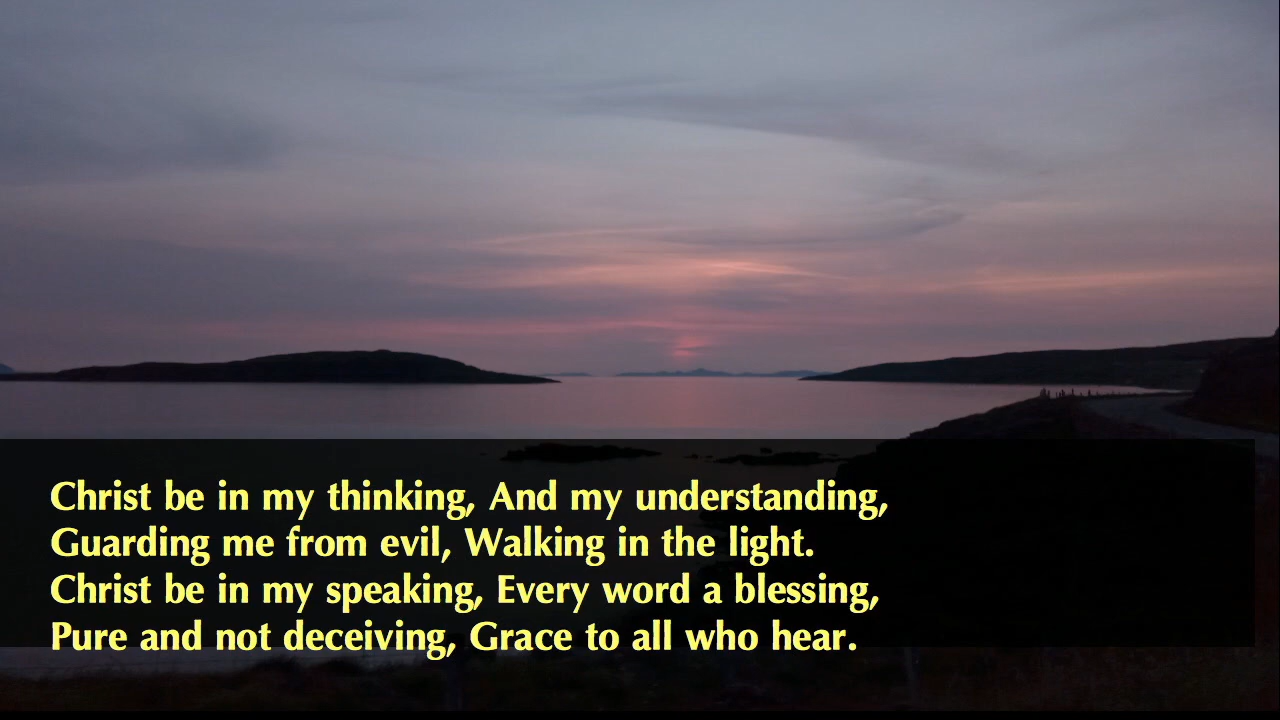 Christ be in my thinking, And my understanding,
Guarding me from evil, Walking in the light.
Christ be in my speaking, Every word a blessing,
Pure and not deceiving, Grace to all who hear.